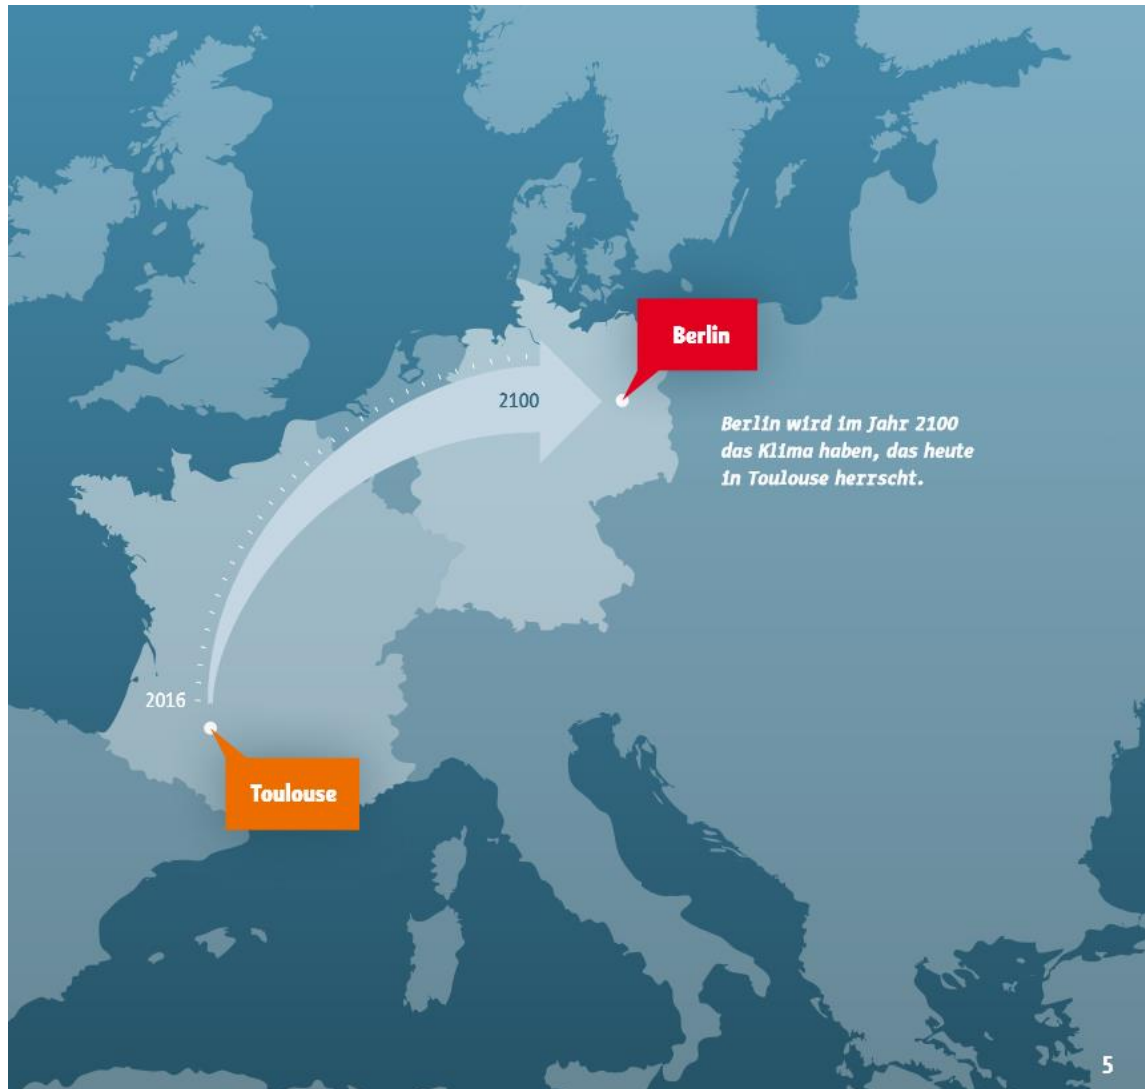 Berlin
2100
Berlin wird im Jahr 2100
das Klima haben, das heute
in Toulouse herrscht.
2016
Toulouse
5